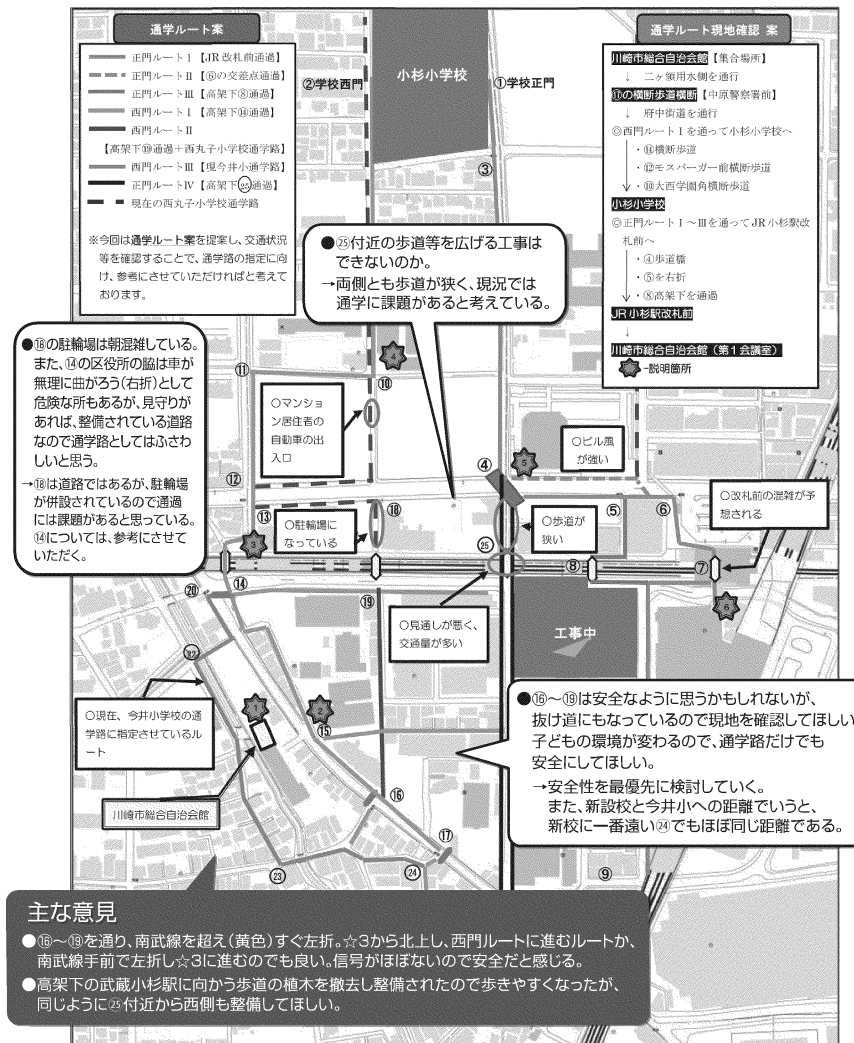 通学ルート案
正門ルートⅠ【JR改札前通過】
正門ルートⅡ【⑥の交差点通過】
正門ルートⅢ【高架下⑧通過】
西門ルートⅠ【高架下⑭通過】
西門ルートⅡ
【高架下⑲通過+西丸子小学校通学路】
西門ルートⅢ【現今井小通学路】
正門ルートⅣ【高架下㉕通過】
現在の西丸子小学校通学路
※今回は通学ルート案を提案し、交通状況
等を確認することで、通学路の指定に向
け、参考にさせていただければと考えて
おります。
②学校西門
小杉小学校
①学校正門
③
通学ルート現地確認 案
川崎市総合自治会館【集合場所】
↓ 二ヶ領用水側を通行
⑰の横断歩道横断【中原警察署前】
↓ 府中街道を通行
◎西門ルートⅠを通って小杉小学校へ
・⑭横断歩道
・⑫モスバーガー前横断歩道
↓・⑩大西学園角横断歩道
小杉小学校
◎正門ルートⅠ~Ⅲを通ってJR小杉駅改
札前へ
・④歩道橋
・⑤を右折
↓・⑧高架下を通過
JR小杉駅改札前
↓
川崎市総合自治会館(第1会議室)
-説明箇所
●㉕付近の歩道等を広げる工事は
できないのか。
→両側とも歩道が狭く、現況では
通学に課題があると考えている。
●⑱の駐輪場は朝混雑している。
また、⑭の区役所の脇は車が
無理に曲がろう(右折)として
危険な所もあるが、見守りが
あれば、整備されている道路
なので通学路としてはふさわ
しいと思う。
→⑱は道路ではあるが、駐輪場
が併設されているので通過
には課題があると思っている。
⑭については、参考にさせて
いただく。
⑪
4
⑩
○マンショ
ン居住者の
自動車の出
入口
○ビル風
が強い
5
④
⑫
⑬
⑱
⑤
⑥
○改札前の混雑が予
想される
○駐輪場に
なっている
○歩道が
狭い
3
㉕
⑧
⑦
⑭
⑳
⑲
6
○見通しが悪く、
交通量が多い
工事中
㉒
○現在、今井小学校の通
学路に指定させているル
ート
1
2
⑮
川崎市総合自治会館
●⑯~⑲は安全なように思うかもしれないが、
抜け道にもなっているので現地を確認してほしい
子どもの環境が変わるので、通学路だけでも
安全にしてほしい。
→安全性を最優先に検討していく。
また、新設校と今井小への距離でいうと、
新校に一番遠い㉔でもほぼ同じ距離である。
⑯
⑰
㉓
㉔
⑨
主な意見
●⑯~⑲を通り、南武線を超え(黄色)すぐ左折。☆3から北上し、西門ルートに進むルートか、
南武線手前で左折し☆3に進むのでも良い。信号がほぼないので安全だと感じる。
●高架下の武蔵小杉駅に向かう歩道の植木を撤去し整備されたので歩きやすくなったが、
同じように㉕付近から西側も整備してほしい。